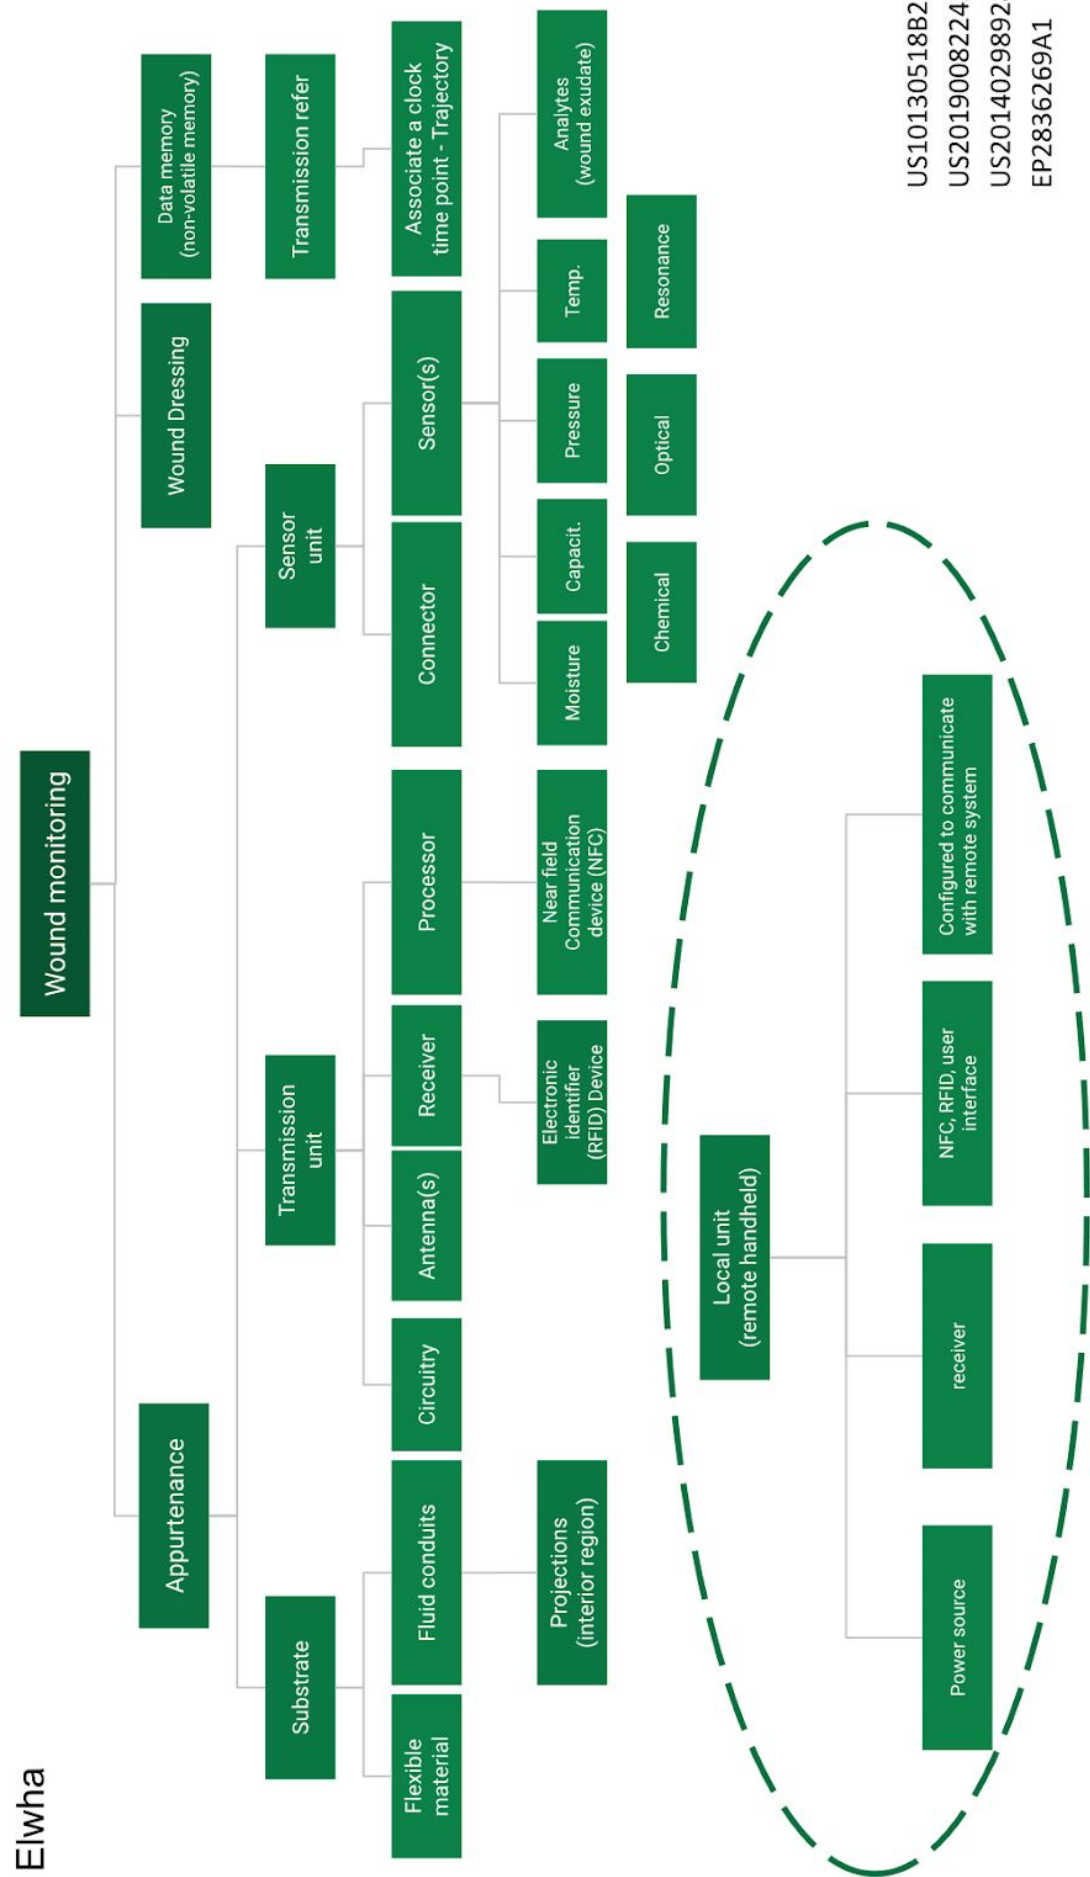 Elwha
Wound monitoring
Appurtenance
Wound Dressing
Data memory
(non-volatile memory)
Substrate
Transmission
unit
Sensor
unit
Transmission refer
Flexible
material
Fluid conduits
Circuitry
Antenna(s)
Receiver
Processor
Connector
Sensor(s)
Associate a clock
time point - Trajectory
Projections
(interior region)
Electronic
identifier
(RFID) Device
Near field
Communication
device (NFC)
Moisture
Capacit.
Pressure
Temp.
Analytes
(wound exudate)
Chemical
Optical
Resonance
Local unit
(remote handheld)
Power source
receiver
NFC, RFID, user
interface
Configured to communicate
with remote system
US10130518B2
US2019008224
US2014029892
EP2836269A1